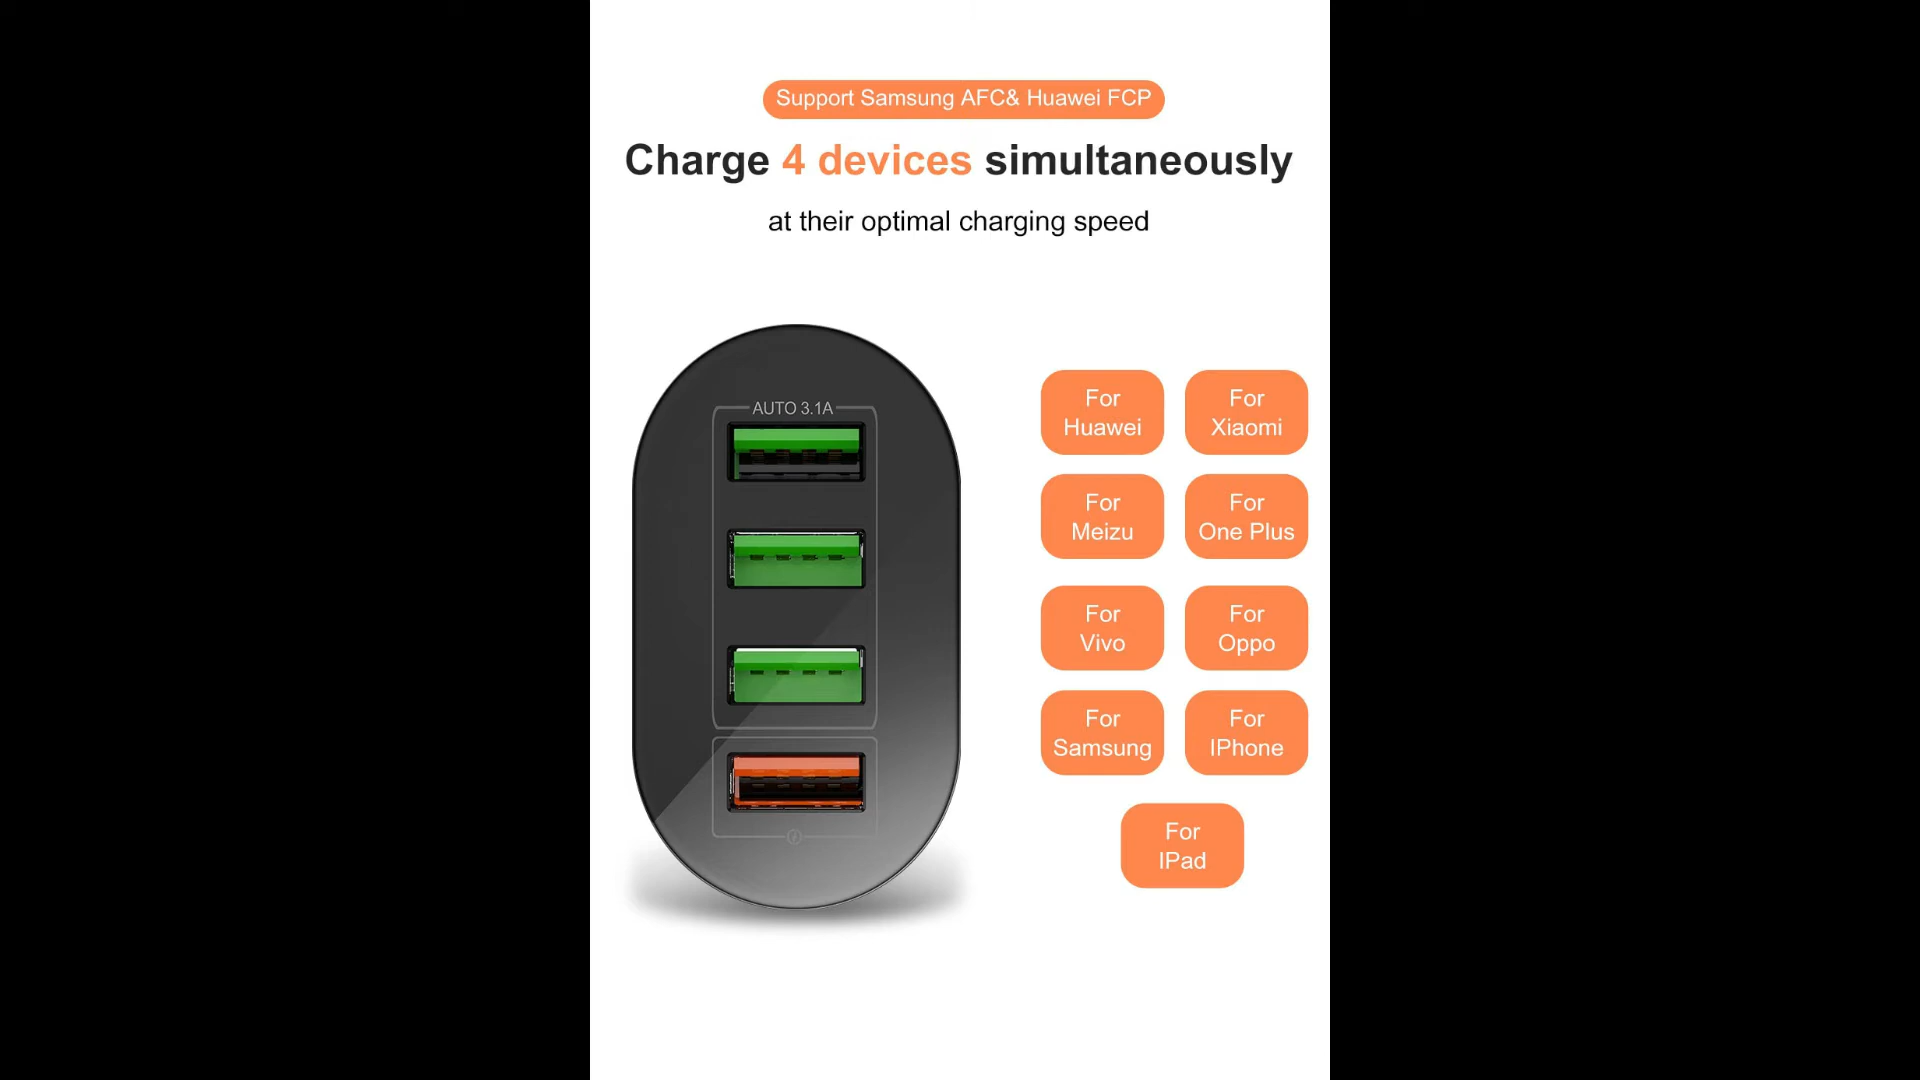 Support Samsung AFC& Huawei FCP
Charge 4 devices simultaneously
at their optimal charging speed
AUTO 3.1A
For
Huawei
For
Xiaomi
For
Meizu
For
One Plus
For
Vivo
For
Oppo
For
Samsung
For
IPhone
For
IPad